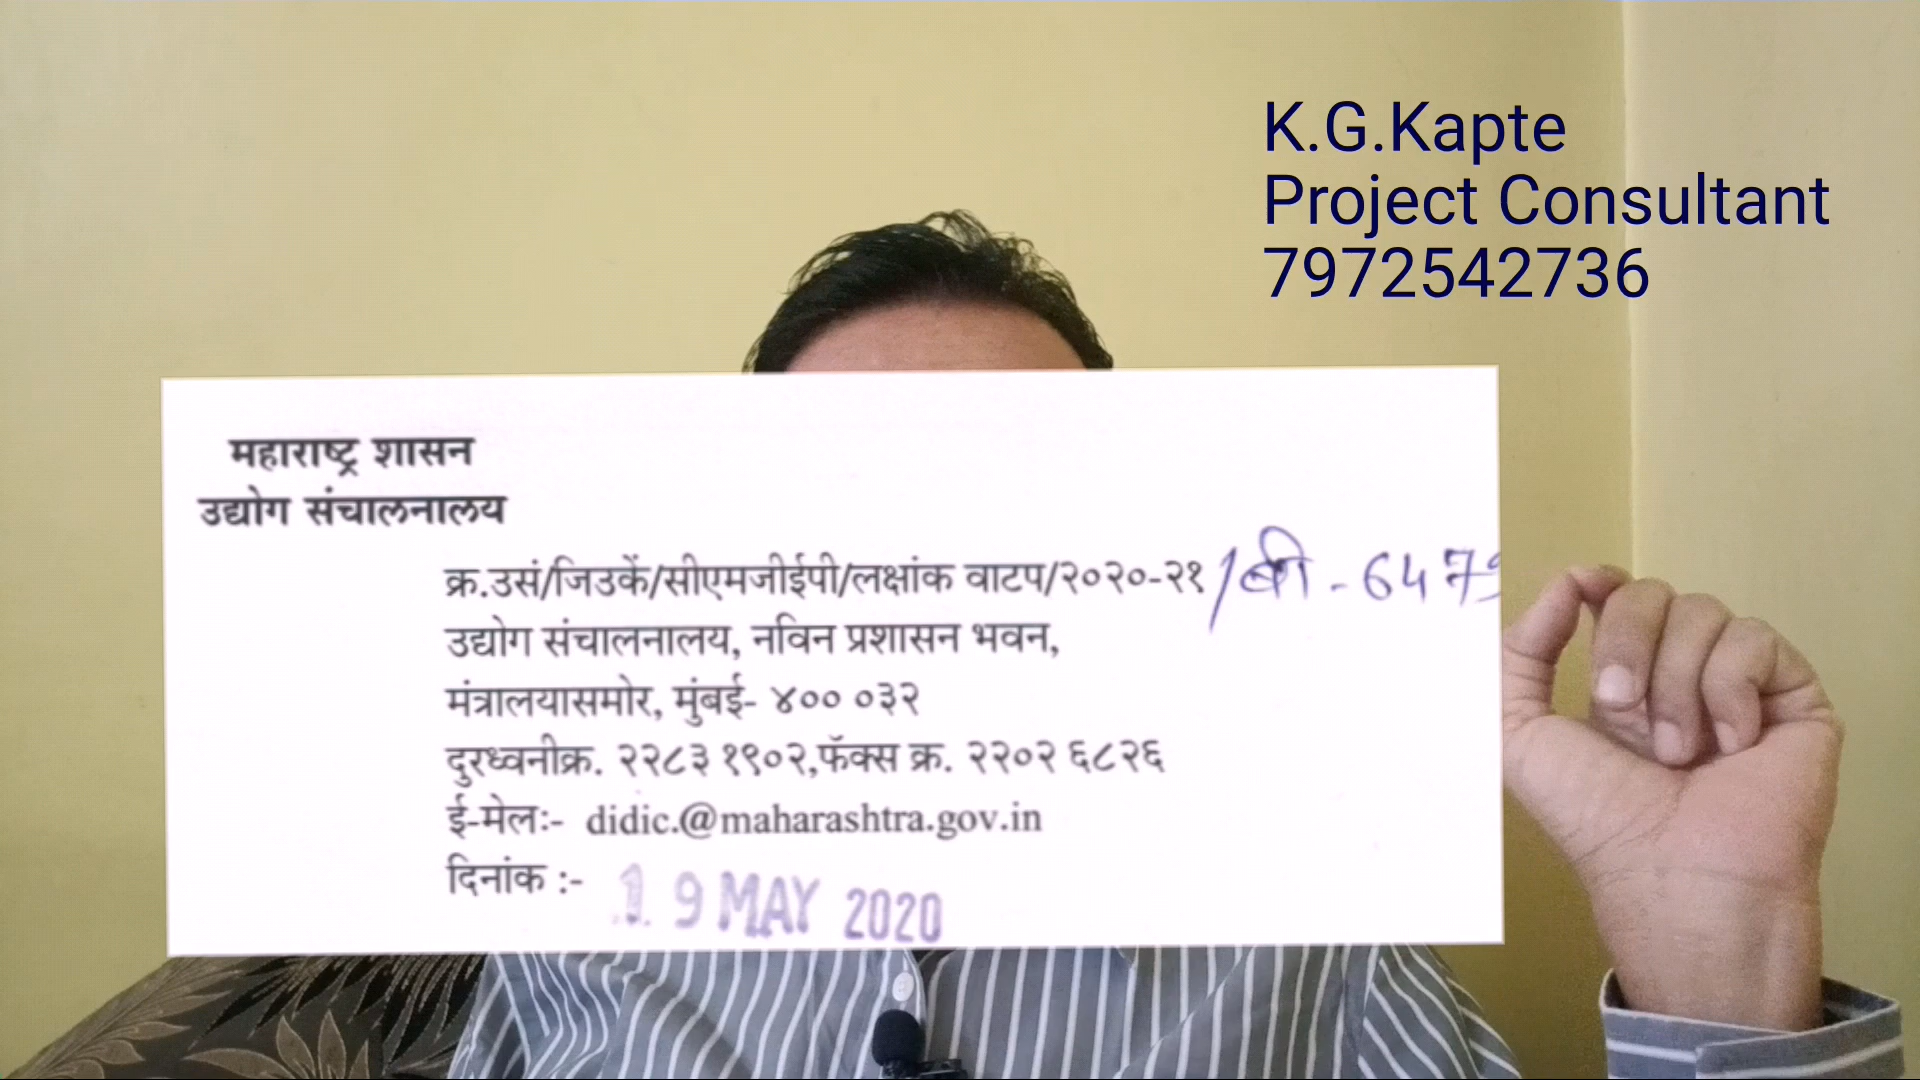 K.G.Kapte
Project Consultant
7972542736
महाराष्ट्र शासन
उद्योग संचालनालय
क्र.उसं/जिउकें/सीएमजीईपी/लक्षांक वाटप/२०२०-२१/बी-6479
उद्योग संचालनालय, नविन प्रशासन भवन,
मंत्रालयासमोर, मुंबई- ४०० ०३२
दुरध्वनीक्र. २२८३ १९०२,फॅक्स क्र. २२०२ ६८२६
ई-मेलः- didic.@maharashtra.gov.in
दिनांक :- 19 MAY 2020